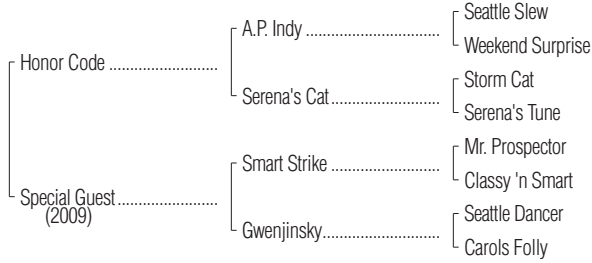 Seattle Slew
A.P. Indy ..............................
Weekend Surprise
Honor Code ........................
Storm Cat
Serena's Cat........................
Serena's Tune
Mr. Prospector
Smart Strike ........................
Classy 'n Smart
Special Guest......................
(2009)
Seattle Dancer
Gwenjinsky..........................
Carols Folly